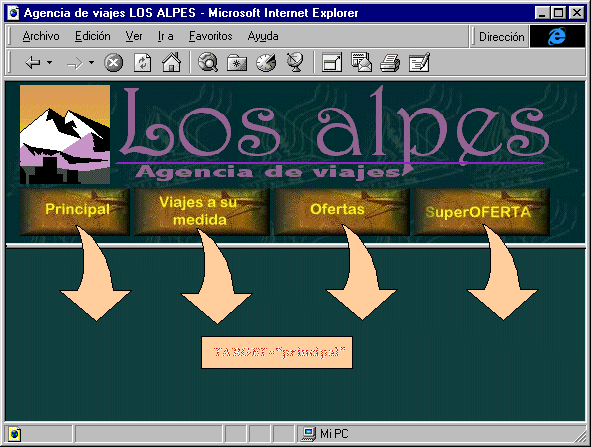 Agencia de viajes LOS ALPES - Microsoft Internet Explorer
Archivo Edición Ver Ir a Favoritos Ayuda Dirección
Los alpes
Agencia de viajes
Principal
Viajes a su
medida
Ofertas
SuperOFERTA
TARGET="principal"
Mi PC